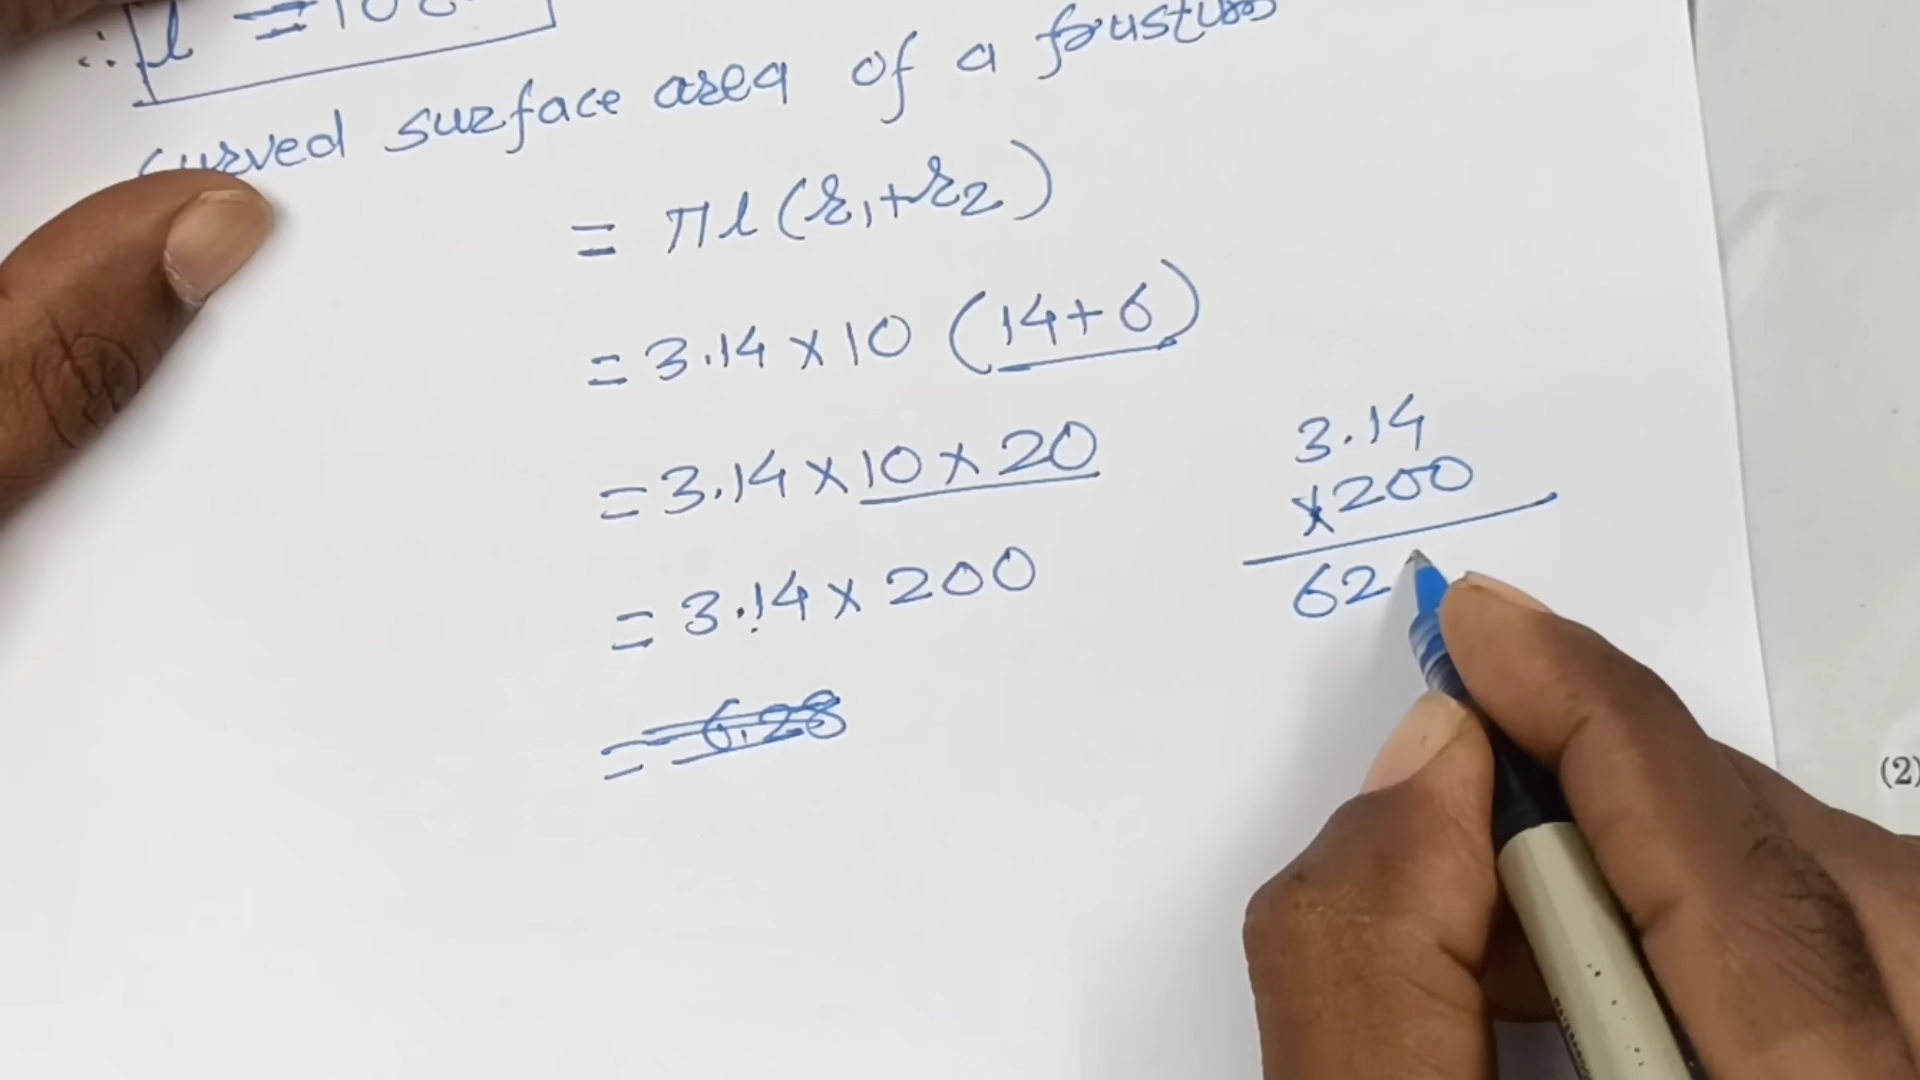 ∴ l = 10c
curved surface area of a frustum
= πl(r₁+r₂)
= 3.14 × 10 (14+6)
= 3.14 × 10 × 20
= 3.14 × 200
= 6.28
3.14
×200
62
(2)